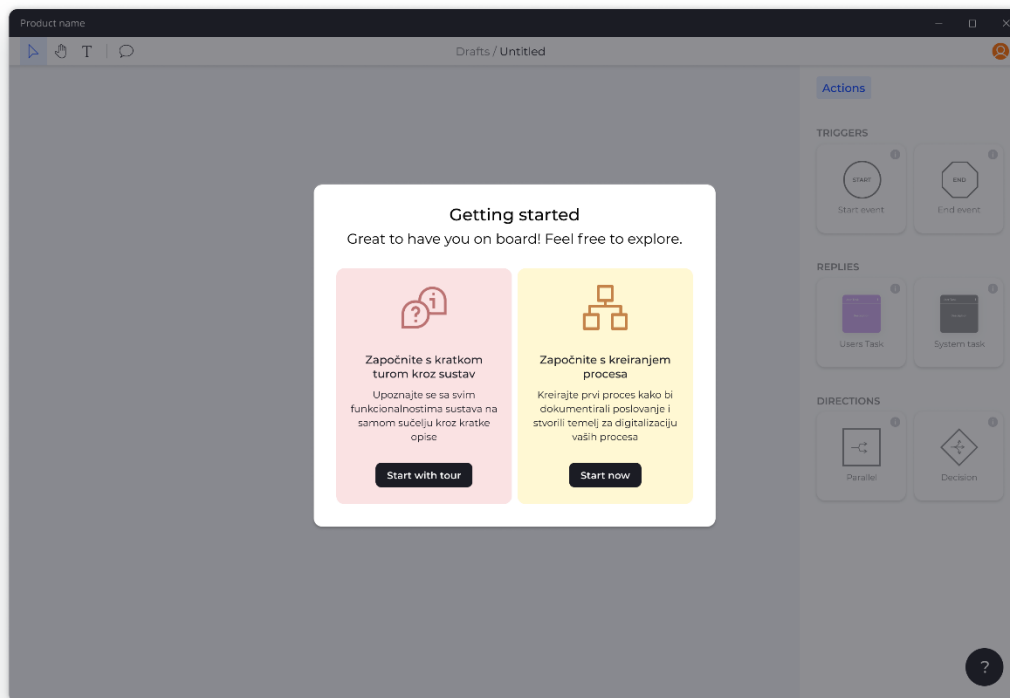 Product name
Drafts / Untitled
Actions
TRIGGERS
START
Start event
END
End event
REPLIES
Users Task
System task
DIRECTIONS
Parallel
Decision
Getting started
Great to have you on board! Feel free to explore.
Započnite s kratkom
turom kroz sustav
Upoznajte se sa svim
funkcionalnostima sustava na
samom sučelju kroz kratke
opise
Start with tour
Započnite s kreiranjem
procesa
Kreirajte prvi proces kako bi
dokumentirali poslovanje i
stvorili temelj za digitalizaciju
vaših procesa
Start now